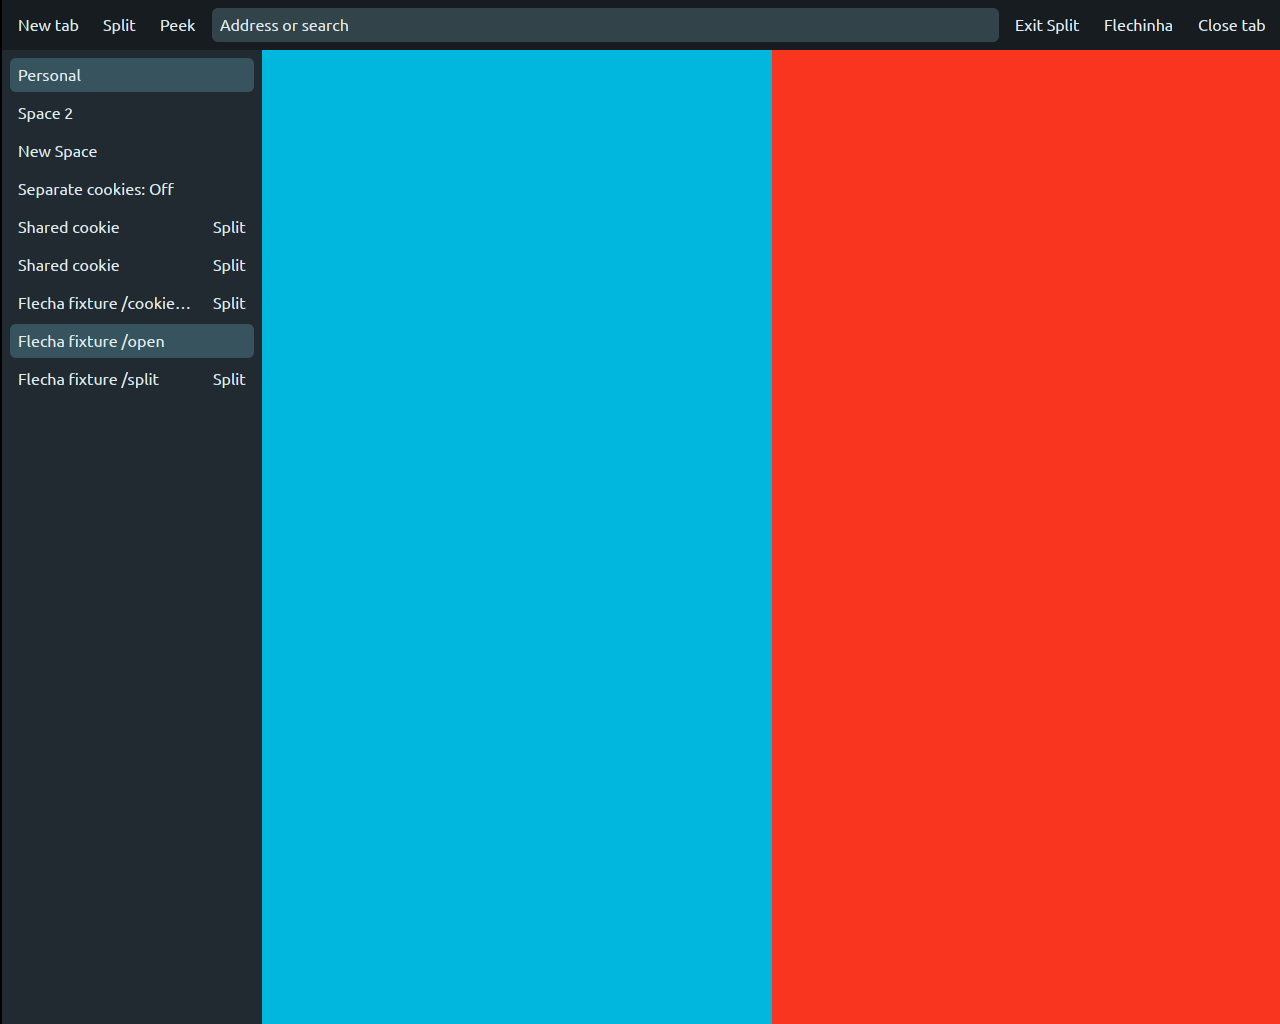 New tab Split Peek Address or search Exit Split Flechinha Close tab
Personal
Space 2
New Space
Separate cookies: Off
Shared cookie Split
Shared cookie Split
Flecha fixture /cookie… Split
Flecha fixture /open
Flecha fixture /split Split